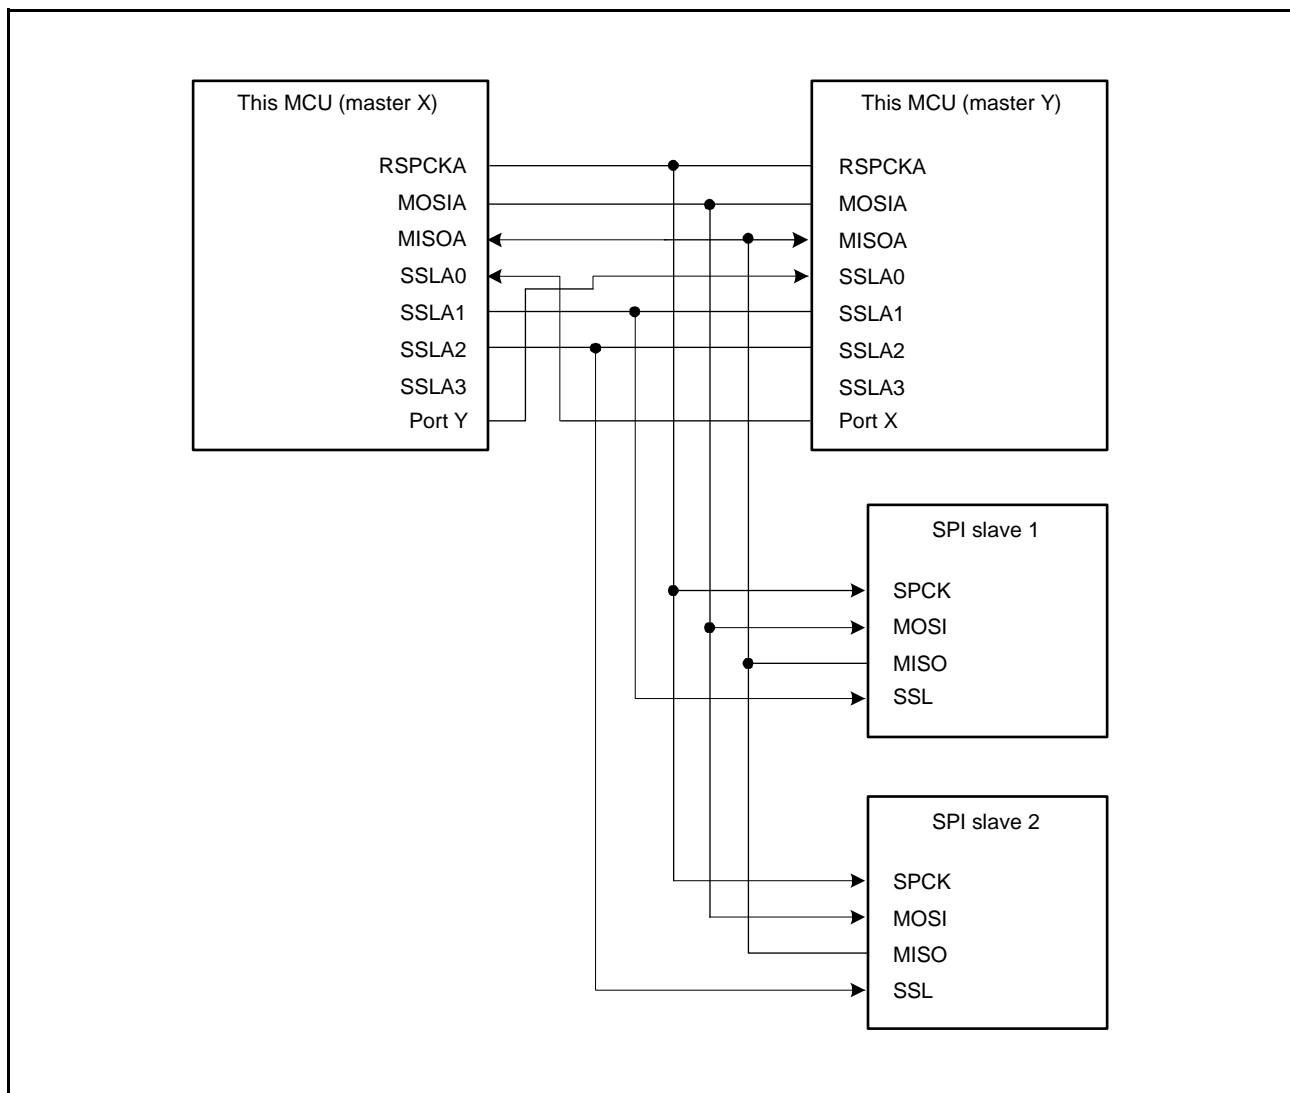 This MCU (master X)
RSPCKA
MOSIA
MISOA
SSLA0
SSLA1
SSLA2
SSLA3
Port Y
This MCU (master Y)
RSPCKA
MOSIA
MISOA
SSLA0
SSLA1
SSLA2
SSLA3
Port X
SPI slave 1
SPCK
MOSI
MISO
SSL
SPI slave 2
SPCK
MOSI
MISO
SSL